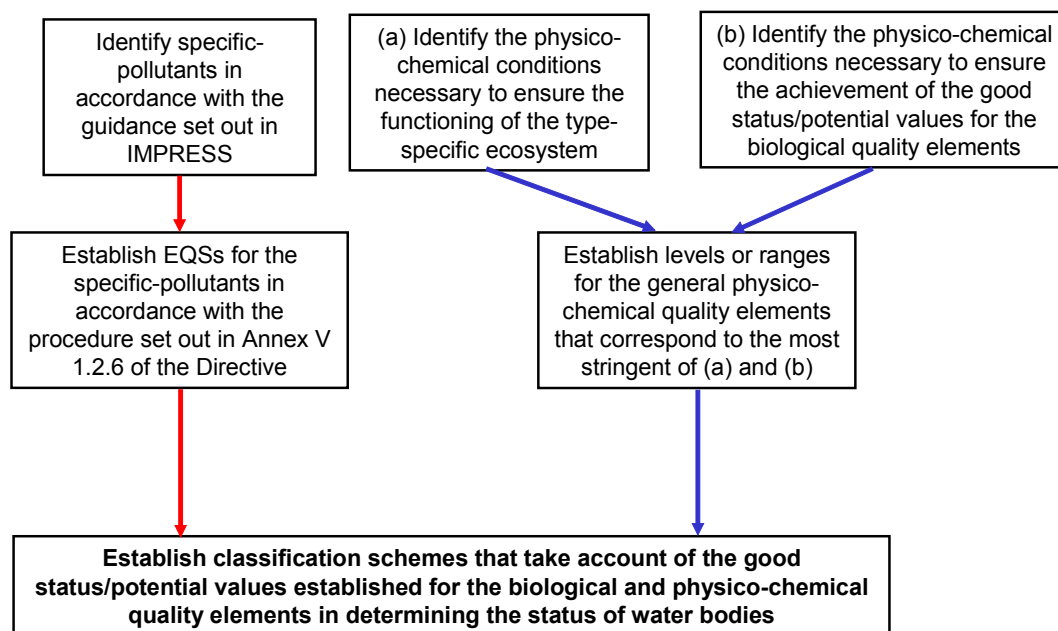 Identify specific-
pollutants in
accordance with the
guidance set out in
IMPRESS
(a) Identify the physico-
chemical conditions
necessary to ensure the
functioning of the type-
specific ecosystem
(b) Identify the physico-chemical
conditions necessary to ensure
the achievement of the good
status/potential values for the
biological quality elements
Establish EQSs for the
specific-pollutants in
accordance with the
procedure set out in Annex V
1.2.6 of the Directive
Establish levels or ranges
for the general physico-
chemical quality elements
that correspond to the most
stringent of (a) and (b)
Establish classification schemes that take account of the good
status/potential values established for the biological and physico-chemical
quality elements in determining the status of water bodies